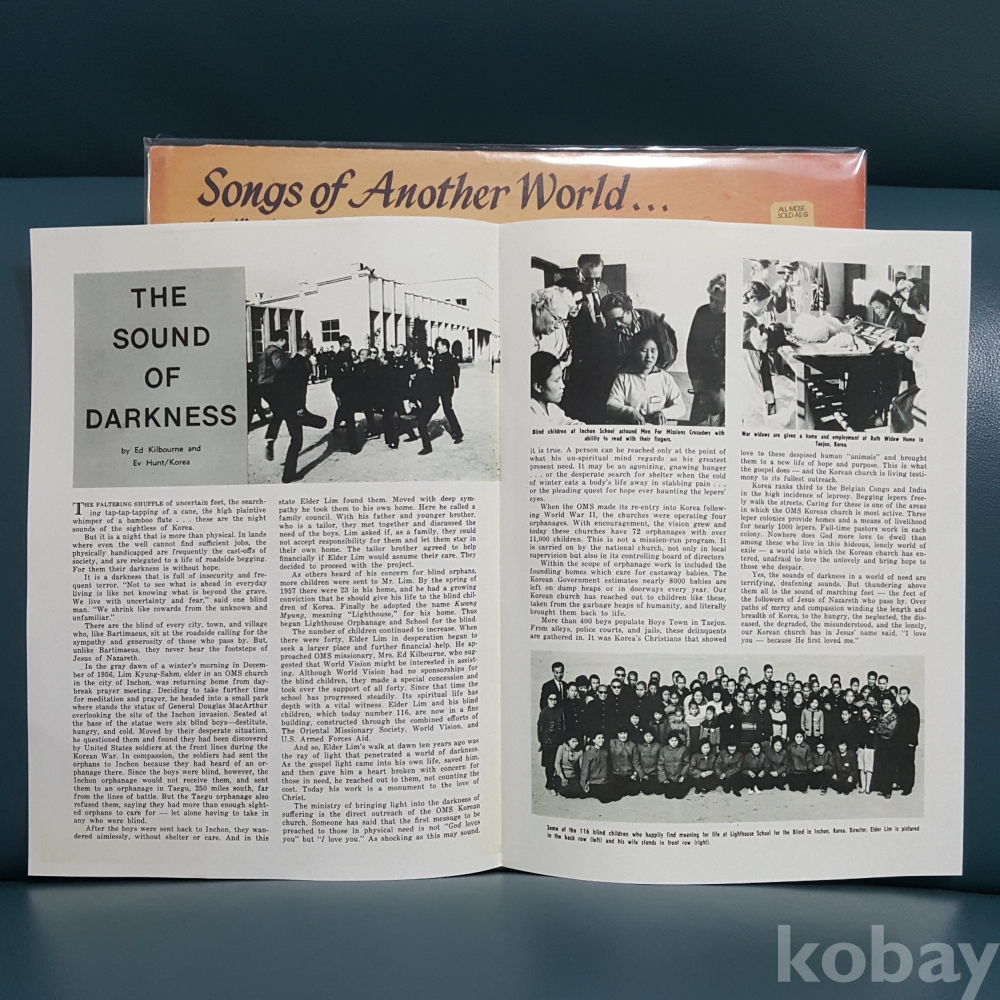 Songs of Another World...
ALL MDSE.
SOLD AS IS
THE
SOUND
OF
DARKNESS
by Ed Kilbourne and
Ev Hunt/Korea
THE FALTERING SHUFFLE of uncertain feet, the search-
ing tap-tap-tapping of a cane, the high plaintive
whimper of a bamboo flute . . . these are the night
sounds of the sightless of Korea.
But it is a night that is more than physical. In lands
where even the well cannot find sufficient jobs, the
physically handicapped are frequently the cast-offs of
society, and are relegated to a life of roadside begging.
For them their darkness is without hope.
It is a darkness that is full of insecurity and fre-
quent terror. "Not to see what is ahead in everyday
living is like not knowing what is beyond the grave.
We live with uncertainty and fear," said one blind
man. "We shrink like cowards from the unknown and
unfamiliar."
There are the blind of every city, town, and village
who, like Bartimaeus, sit at the roadside calling for the
sympathy and generosity of those who pass by. But,
unlike Bartimaeus, they never hear the footsteps of
Jesus of Nazareth.
In the gray dawn of a winter's morning in Decem-
ber of 1956, Lim Kyung-Sahm, elder in an OMS church
in the city of Inchon, was returning home from day-
break prayer meeting. Deciding to take further time
for meditation and prayer, he headed into a small park
where stands the statue of General Douglas MacArthur
overlooking the site of the Inchon invasion. Seated at
the base of the statue were six blind boys—destitute,
hungry, and cold. Moved by their desperate situation,
he questioned them and found they had been discovered
by United States soldiers at the front lines during the
Korean War. In compassion, the soldiers had sent the
orphans to Inchon because they had heard of an or-
phanage there. Since the boys were blind, however, the
Inchon orphanage would not receive them, and sent
them to an orphanage in Taegu, 250 miles south, far
from the lines of battle. But the Taegu orphanage also
refused them, saying they had more than enough sight-
ed orphans to care for — let alone having to take in
any who were blind.
After the boys were sent back to Inchon, they wan-
dered aimlessly, without shelter or care. And in this
state Elder Lim found them. Moved with deep sym-
pathy he took them to his own home. Here he called a
family council. With his father and younger brother,
who is a tailor, they met together and discussed the
need of the boys. Lim asked if, as a family, they could
not accept responsibility for them and let them stay in
their own home. The tailor brother agreed to help
financially if Elder Lim would assume their care. They
decided to proceed with the project.
As others heard of his concern for blind orphans,
more children were sent to Mr. Lim. By the spring of
1957 there were 23 in his home, and he had a growing
conviction that he should give his life to the blind chil-
dren of Korea. Finally he adopted the name Kwang
Myung, meaning "Lighthouse," for his home. Thus
began Lighthouse Orphanage and School for the blind.
The number of children continued to increase. When
there were forty, Elder Lim in desperation began to
seek a larger place and further financial help. He ap-
proached OMS missionary, Mrs. Ed Kilbourne, who sug-
gested that World Vision might be interested in assist-
ing. Although World Vision had no sponsorships for
the blind children, they made a special concession and
took over the support of all forty. Since that time the
school has progressed steadily. Its spiritual life has
depth with a vital witness. Elder Lim and his blind
children, which today number 116, are now in a fine
building, constructed through the combined efforts of
The Oriental Missionary Society, World Vision, and
U.S. Armed Forces Aid.
And so, Elder Lim's walk at dawn ten years ago was
the ray of light that penetrated a world of darkness.
As the gospel light came into his own life, saved him,
and then gave him a heart broken with concern for
those in need, he reached out to them, not counting the
cost. Today his work is a monument to the love of
Christ.
The ministry of bringing light into the darkness of
suffering is the direct outreach of the OMS Korean
church. Someone has said that the first message to be
preached to those in physical need is not "God loves
you" but "I love you." As shocking as this may sound,
Blind children at Inchon School astound Men For Missions Crusaders with
ability to read with their fingers.
it is true. A person can be reached only at the point of
what his un-spiritual mind regards as his greatest
present need. It may be an agonizing, gnawing hunger
. . . or the desperate search for shelter when the cold
of winter eats a body's life away in stabbing pain . . .
or the pleading quest for hope ever haunting the lepers'
eyes.
When the OMS made its re-entry into Korea follow-
ing World War II, the churches were operating four
orphanages. With encouragement, the vision grew and
today these churches have 72 orphanages with over
11,000 children. This is not a mission-run program. It
is carried on by the national church, not only in local
supervision but also in its controlling board of directors.
Within the scope of orphanage work is included the
foundling homes which care for castaway babies. The
Korean Government estimates nearly 8000 babies are
left on dump heaps or in doorways every year. Our
Korean church has reached out to children like these,
taken from the garbage heaps of humanity, and literally
brought them back to life.
More than 400 boys populate Boys Town in Taejon.
From alleys, police courts, and jails, these delinquents
are gathered in. It was Korea's Christians that showed
War widows are given a home and employment at Ruth Widow Home in
Taejon, Korea.
love to these despised human "animals" and brought
them to a new life of hope and purpose. This is what
the gospel does — and the Korean church is living testi-
mony to its fullest outreach.
Korea ranks third to the Belgian Congo and India
in the high incidence of leprosy. Begging lepers free-
ly walk the streets. Caring for these is one of the areas
in which the OMS Korean church is most active. Three
leper colonies provide homes and a means of livelihood
for nearly 1000 lepers. Full-time pastors work in each
colony. Nowhere does God more love to dwell than
among these who live in this hideous, lonely world of
exile — a world into which the Korean church has en-
tered, unafraid to love the unlovely and bring hope to
those who despair.
Yes, the sounds of darkness in a world of need are
terrifying, deafening sounds. But thundering above
them all is the sound of marching feet — the feet of
the followers of Jesus of Nazareth who pass by. Over
paths of mercy and compassion winding the length and
breadth of Korea, to the hungry, the neglected, the dis-
eased, the degraded, the misunderstood, and the lonely,
our Korean church has in Jesus' name said, "I love
you — because He first loved me."
Some of the 116 blind children who happily find meaning for life at Lighthouse School for the Blind in Inchon, Korea. Director, Elder Lim is pictured
in the back row (left) and his wife stands in front row (right).
kobay